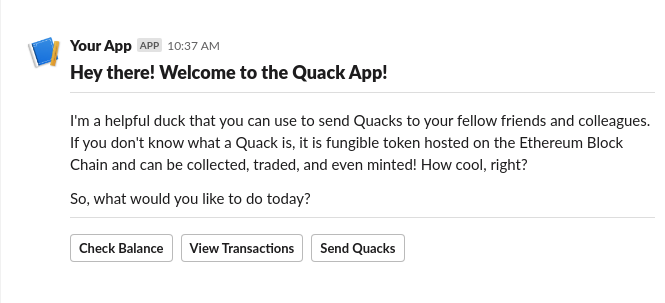 Your App APP 10:37 AM
Hey there! Welcome to the Quack App!
I'm a helpful duck that you can use to send Quacks to your fellow friends and colleagues.
If you don't know what a Quack is, it is fungible token hosted on the Ethereum Block
Chain and can be collected, traded, and even minted! How cool, right?
So, what would you like to do today?
Check Balance View Transactions Send Quacks